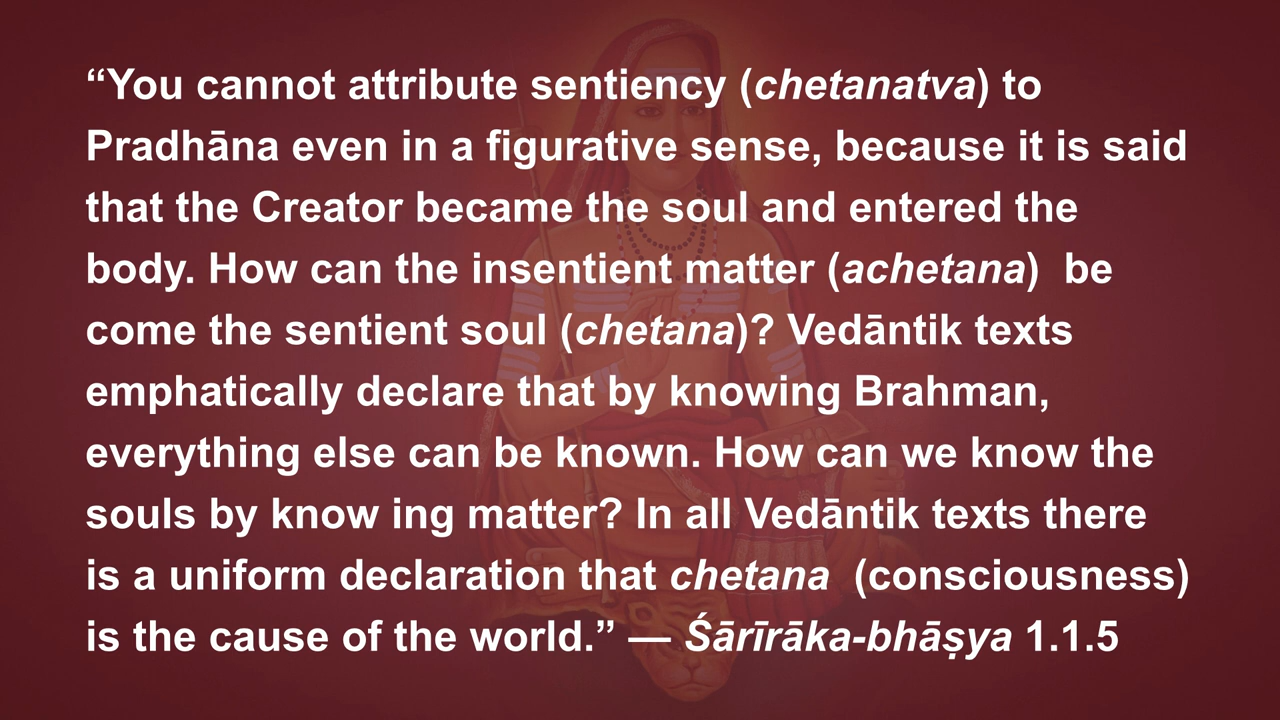 “You cannot attribute sentiency (chetanatva) to
Pradhāna even in a figurative sense, because it is said
that the Creator became the soul and entered the
body. How can the insentient matter (achetana)  be
come the sentient soul (chetana)? Vedāntik texts
emphatically declare that by knowing Brahman,
everything else can be known. How can we know the
souls by know ing matter? In all Vedāntik texts there
is a uniform declaration that chetana  (consciousness)
is the cause of the world.” — Śārīrāka-bhāṣya 1.1.5